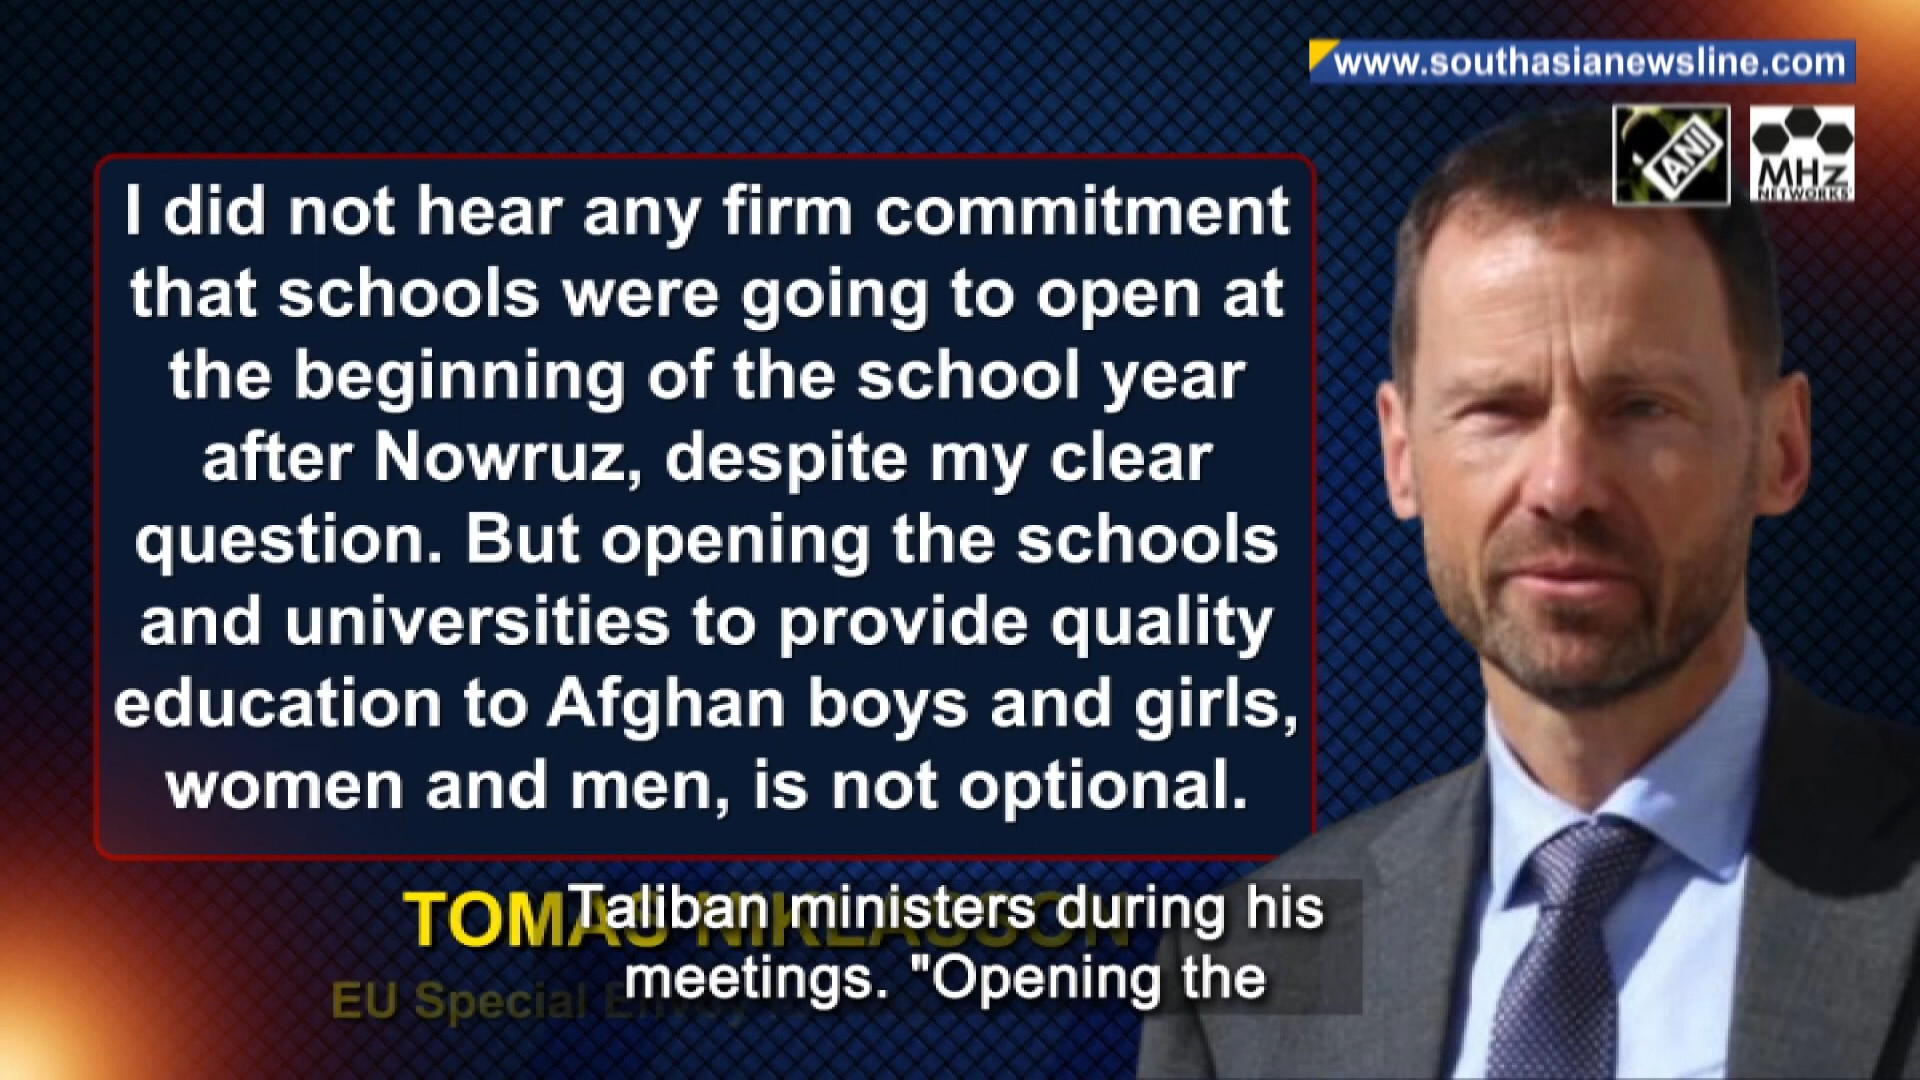 www.southasianewsline.com
ANI
MHz
NETWORKS
I did not hear any firm commitment
that schools were going to open at
the beginning of the school year
after Nowruz, despite my clear
question. But opening the schools
and universities to provide quality
education to Afghan boys and girls,
women and men, is not optional.
TOMAS NIKLASSON
EU Special Envoy
Taliban ministers during his
meetings. "Opening the